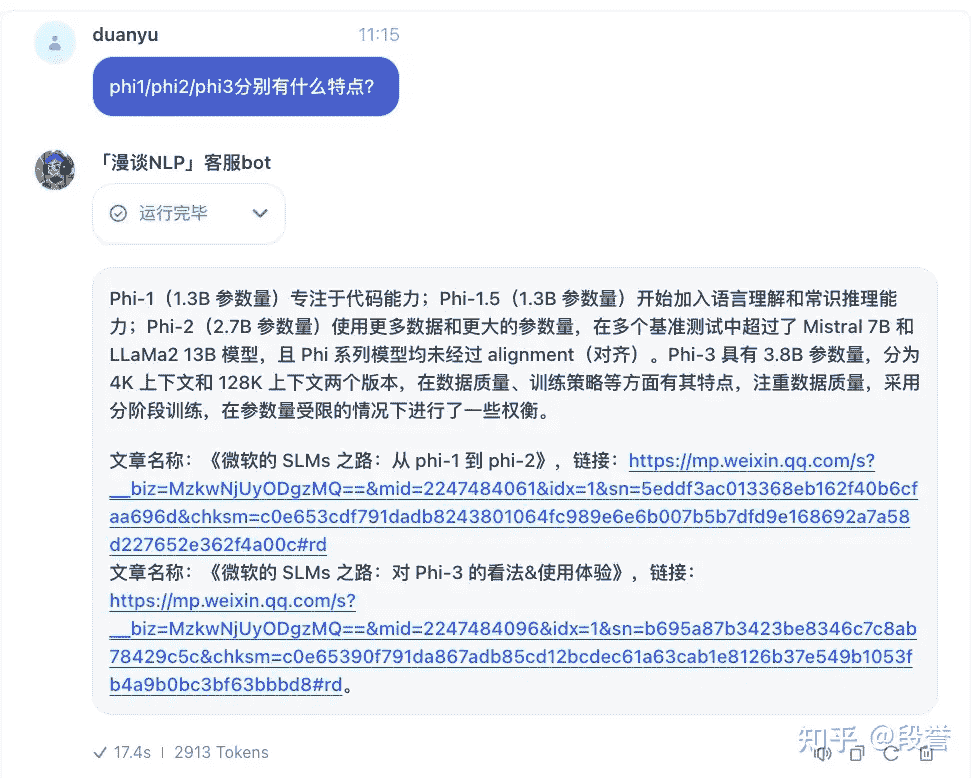 duanyu 11:15
phi1/phi2/phi3分别有什么特点?
「漫谈NLP」客服bot
运行完毕
Phi-1（1.3B 参数量）专注于代码能力；Phi-1.5（1.3B 参数量）开始加入语言理解和常识推理能
力；Phi-2（2.7B 参数量）使用更多数据和更大的参数量，在多个基准测试中超过了 Mistral 7B 和
LLaMa2 13B 模型，且 Phi 系列模型均未经过 alignment（对齐）。Phi-3 具有 3.8B 参数量，分为
4K 上下文和 128K 上下文两个版本，在数据质量、训练策略等方面有其特点，注重数据质量，采用
分阶段训练，在参数量受限的情况下进行了一些权衡。
文章名称：《微软的 SLMs 之路：从 phi-1 到 phi-2》，链接：https://mp.weixin.qq.com/s?
__biz=MzkwNjUyODgzMQ==&mid=2247484061&idx=1&sn=5eddf3ac013368eb162f40b6cf
aa696d&chksm=c0e653cdf791dadb8243801064fc989e6e6b007b5b7dfd9e168692a7a58
d227652e362f4a00c#rd
文章名称：《微软的 SLMs 之路：对 Phi-3 的看法&使用体验》，链接：
https://mp.weixin.qq.com/s?
__biz=MzkwNjUyODgzMQ==&mid=2247484096&idx=1&sn=b695a87b3423be8346c7c8ab
78429c5c&chksm=c0e65390f791da867adb85cd12bcdec61a63cab1e8126b37e549b1053f
b4a9b0bc3bf63bbbd8#rd。
17.4s | 2913 Tokens
知乎 @段誉